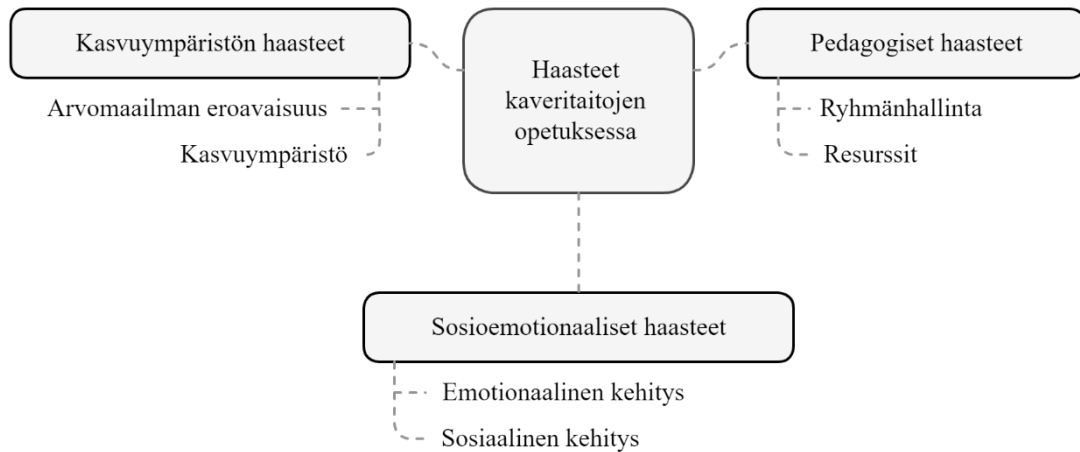 Kasvuympäristön haasteet
Arvomaailman eroavaisuus
Kasvuympäristö
Haasteet
kaveritaitojen
opetuksessa
Pedagogiset haasteet
Ryhmänhallinta
Resurssit
Sosioemotionaaliset haasteet
Emotionaalinen kehitys
Sosiaalinen kehitys